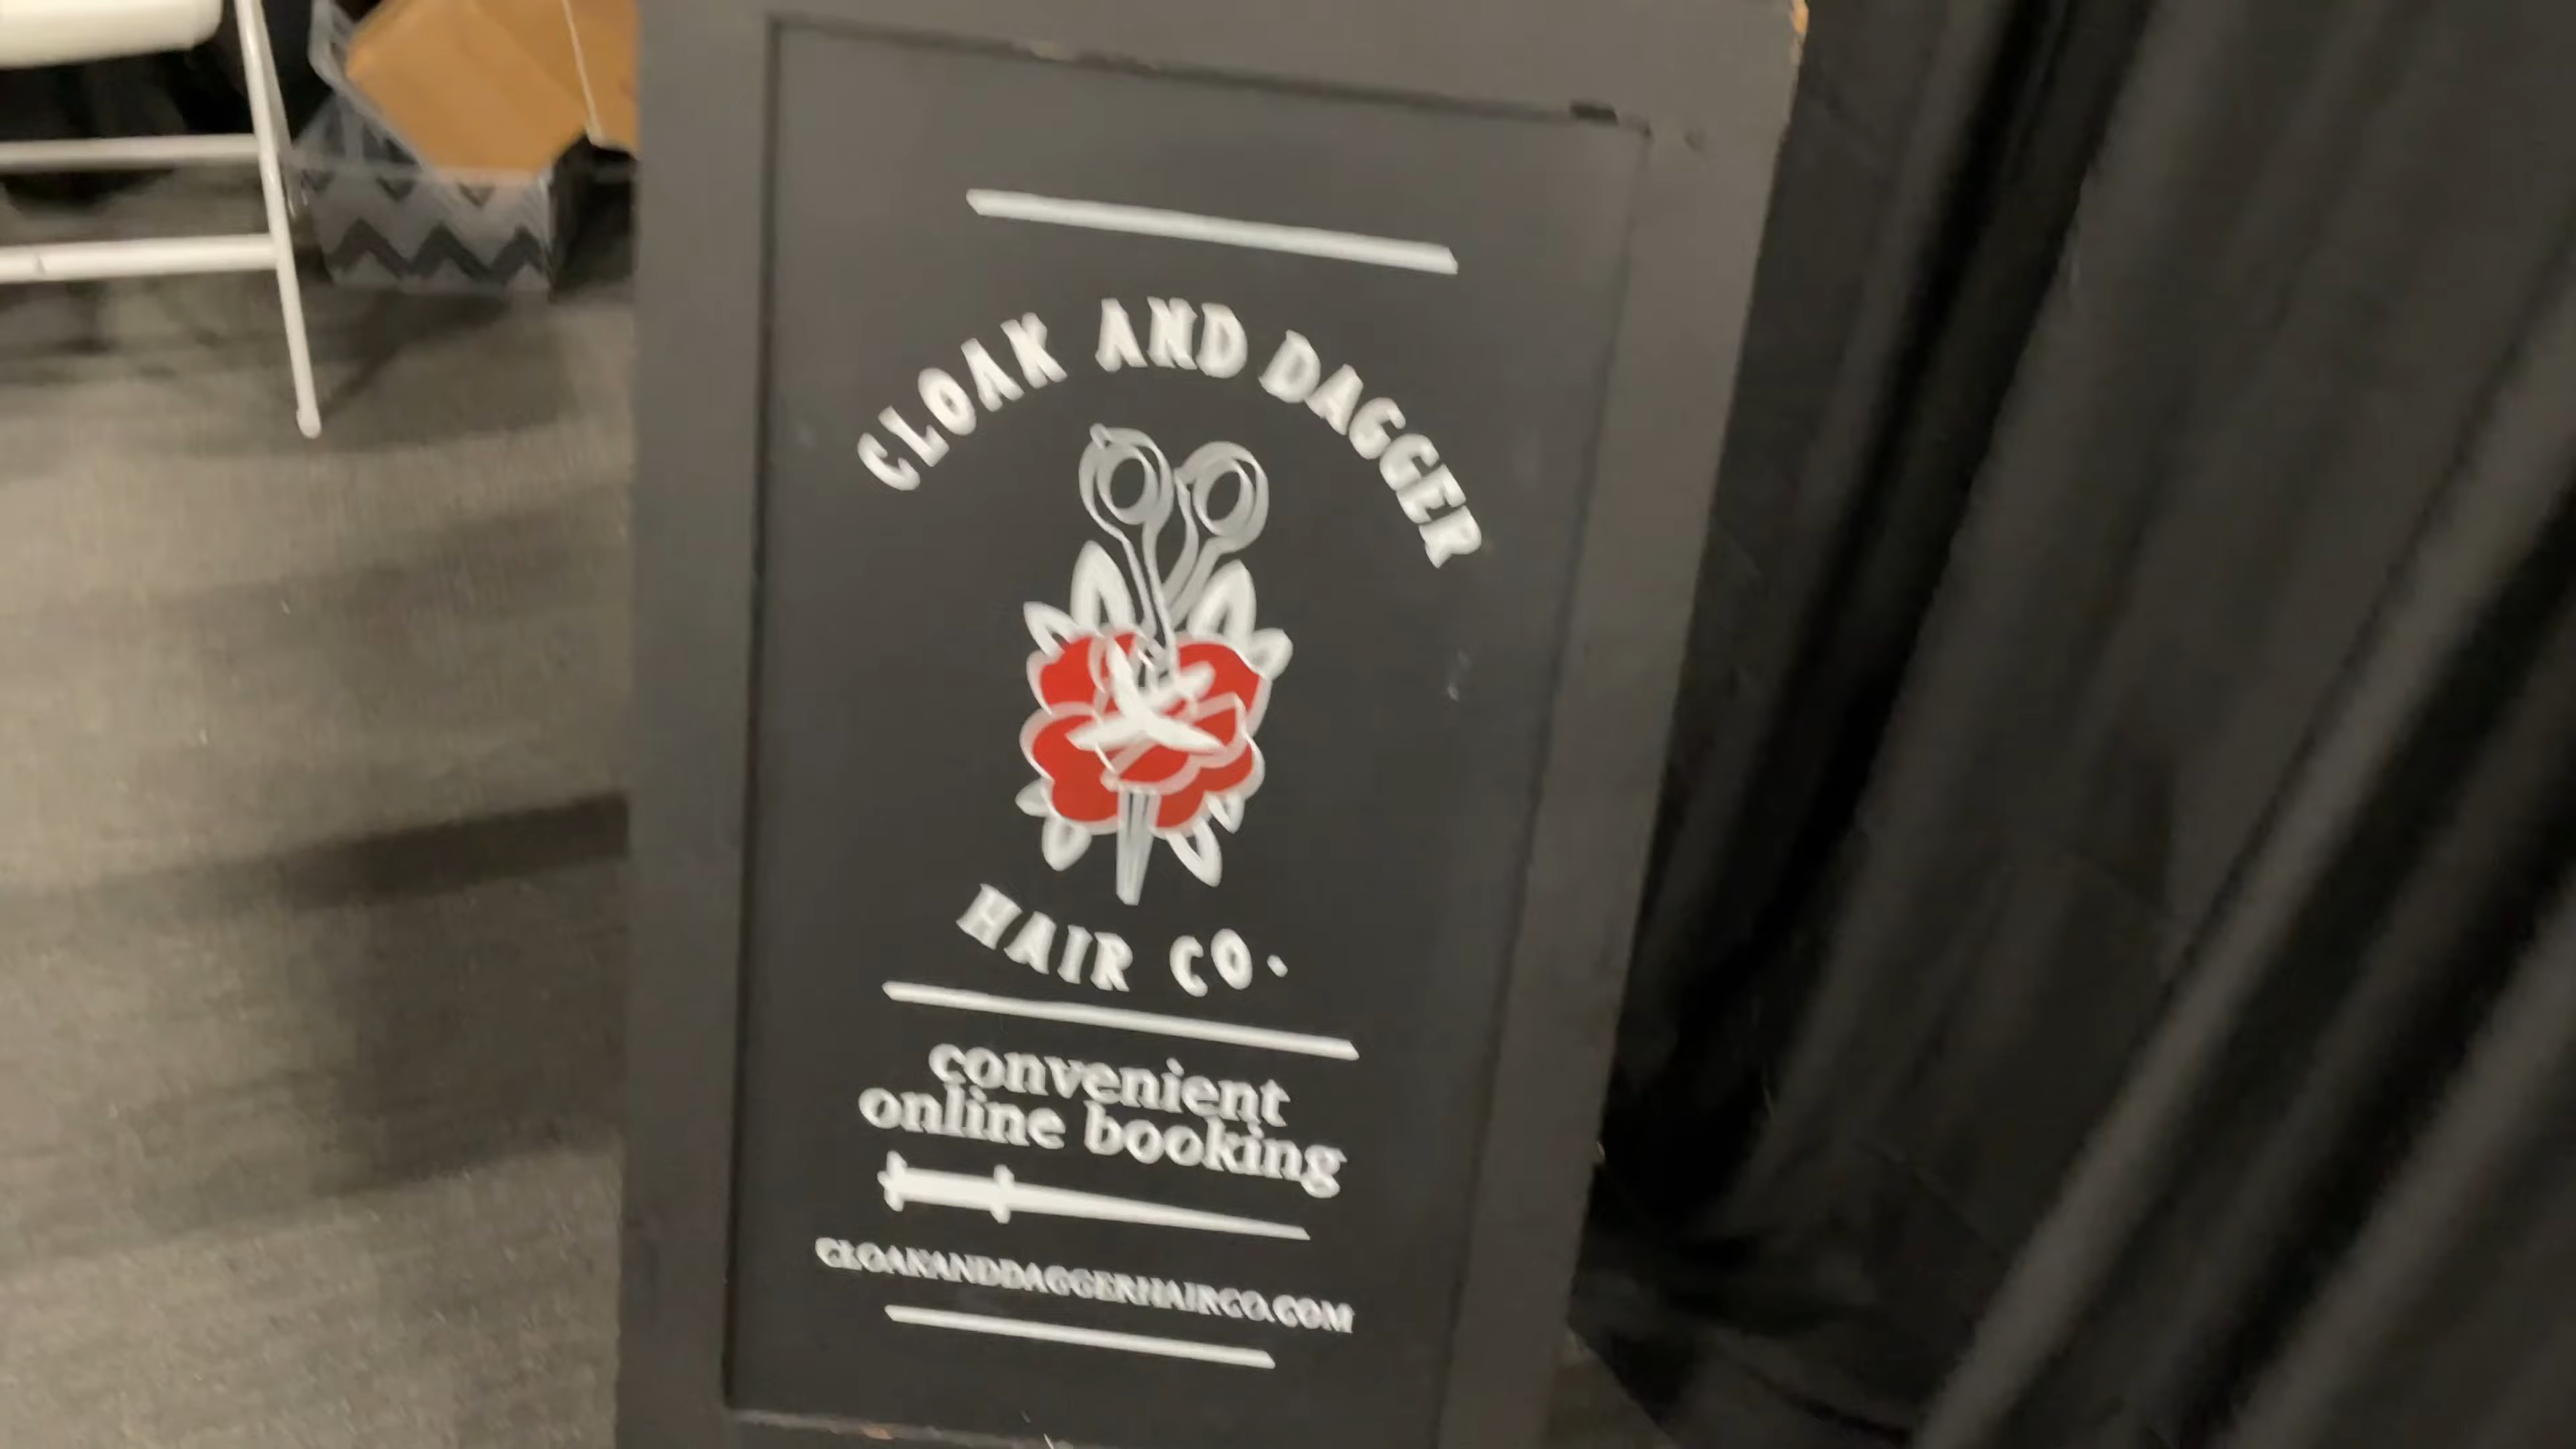 CLOAK AND DAGGER
HAIR CO.
convenient
online booking
CLOAKANDDAGGERHAIRCO.COM